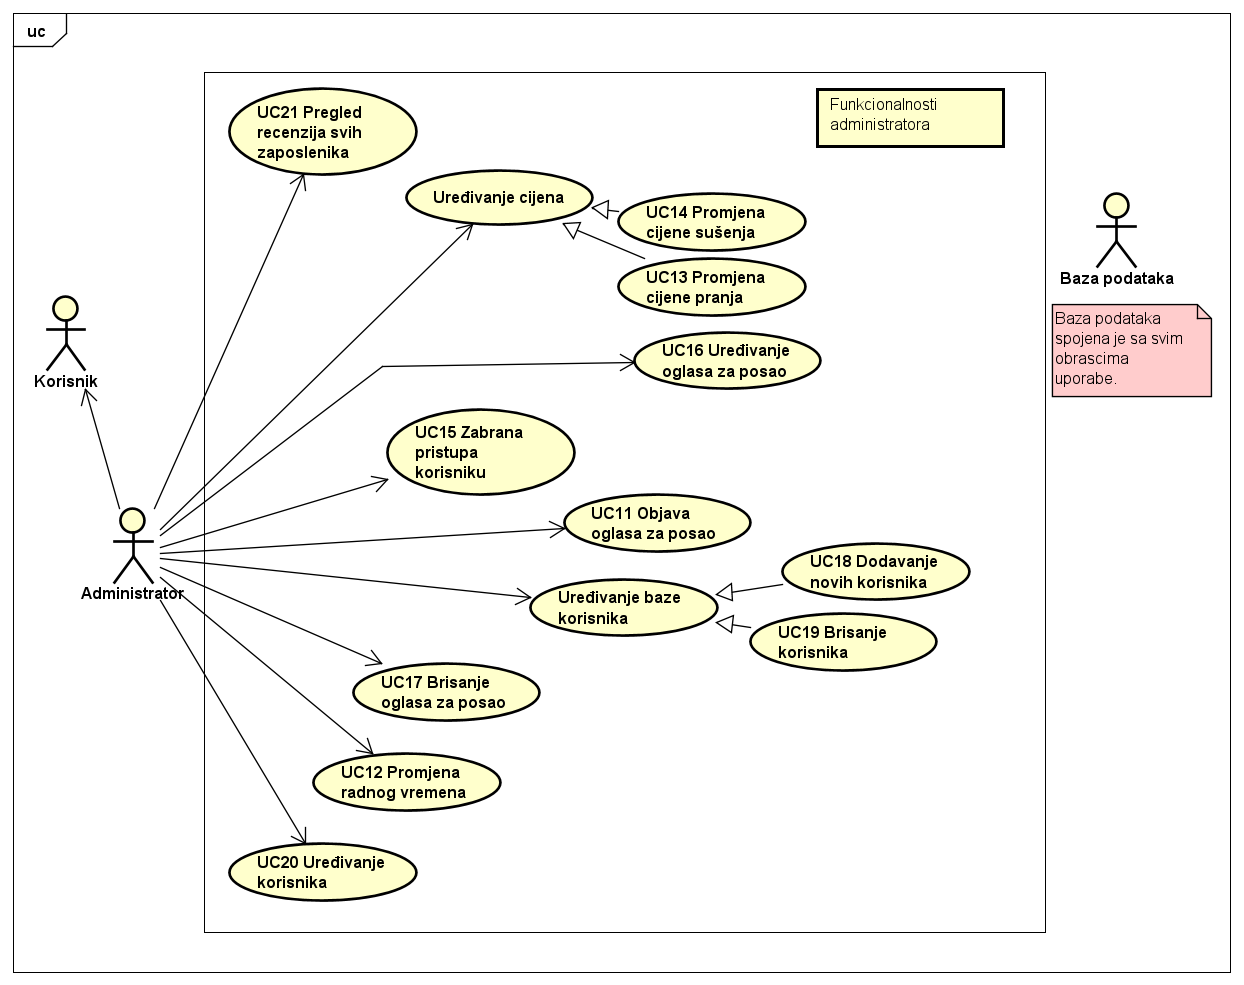 uc
Funkcionalnosti
administratora
UC21 Pregled
recenzija svih
zaposlenika
Uređivanje cijena
UC14 Promjena
cijene sušenja
UC13 Promjena
cijene pranja
Baza podataka
Baza podataka
spojena je sa svim
obrascima
uporabe.
Korisnik
UC16 Uređivanje
oglasa za posao
UC15 Zabrana
pristupa
korisniku
UC11 Objava
oglasa za posao
Administrator
UC18 Dodavanje
novih korisnika
Uređivanje baze
korisnika
UC19 Brisanje
korisnika
UC17 Brisanje
oglasa za posao
UC12 Promjena
radnog vremena
UC20 Uređivanje
korisnika